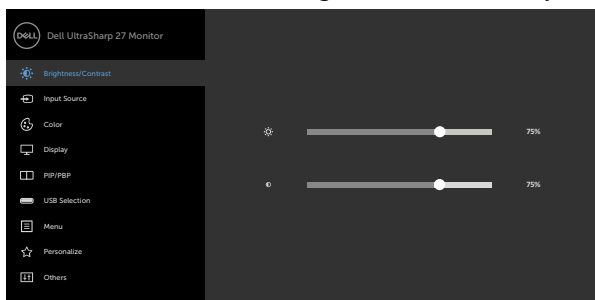 DELL
Dell UltraSharp 27 Monitor
Brightness/Contrast
Input Source
Color
Display
PIP/PBP
USB Selection
Menu
Personalize
Others
75%
75%